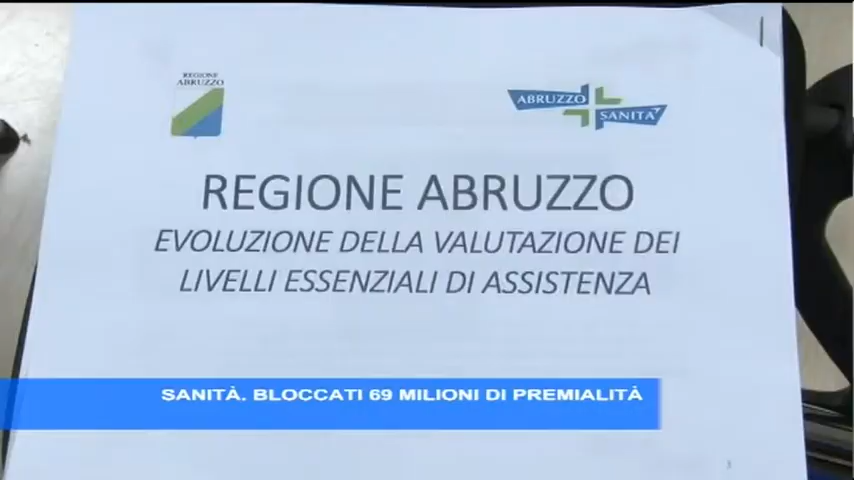 REGIONE
ABRUZZO
ABRUZZO
SANITÀ
REGIONE ABRUZZO
EVOLUZIONE DELLA VALUTAZIONE DEI
LIVELLI ESSENZIALI DI ASSISTENZA
SANITÀ. BLOCCATI 69 MILIONI DI PREMIALITÀ